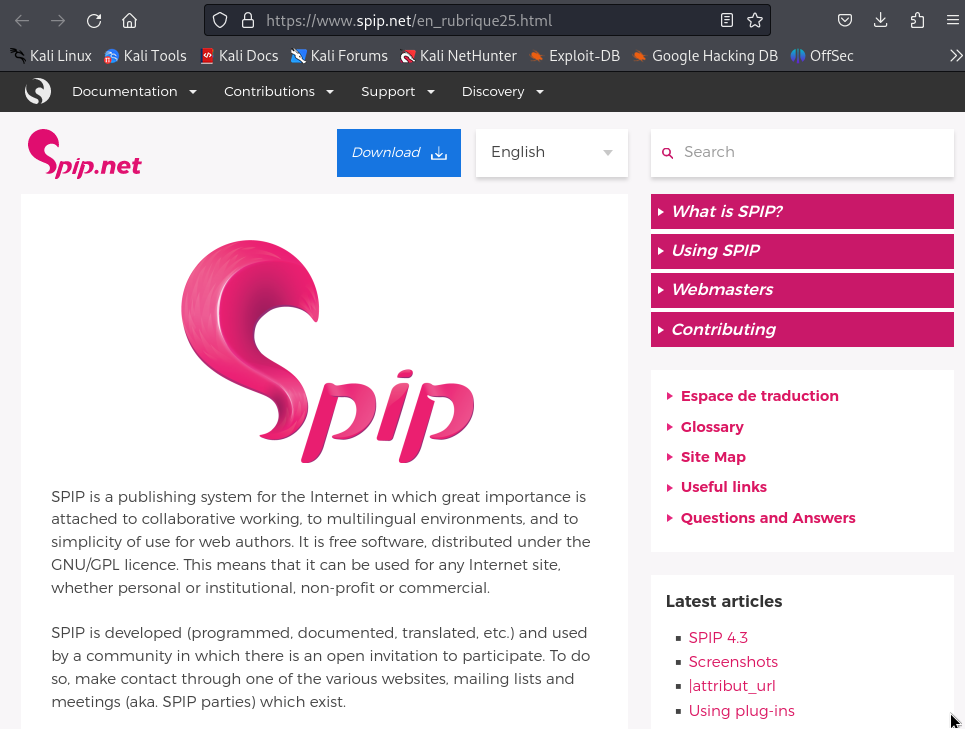 https://www.spip.net/en_rubrique25.html
Kali Linux
Kali Tools
Kali Docs
Kali Forums
Kali NetHunter
Exploit-DB
Google Hacking DB
OffSec
Documentation
Contributions
Support
Discovery
Spip.net
Download
English
Search
Spip
SPIP is a publishing system for the Internet in which great importance is
attached to collaborative working, to multilingual environments, and to
simplicity of use for web authors. It is free software, distributed under the
GNU/GPL licence. This means that it can be used for any Internet site,
whether personal or institutional, non-profit or commercial.
SPIP is developed (programmed, documented, translated, etc.) and used
by a community in which there is an open invitation to participate. To do
so, make contact through one of the various websites, mailing lists and
meetings (aka. SPIP parties) which exist.
What is SPIP?
Using SPIP
Webmasters
Contributing
Espace de traduction
Glossary
Site Map
Useful links
Questions and Answers
Latest articles
SPIP 4.3
Screenshots
|attribut_url
Using plug-ins